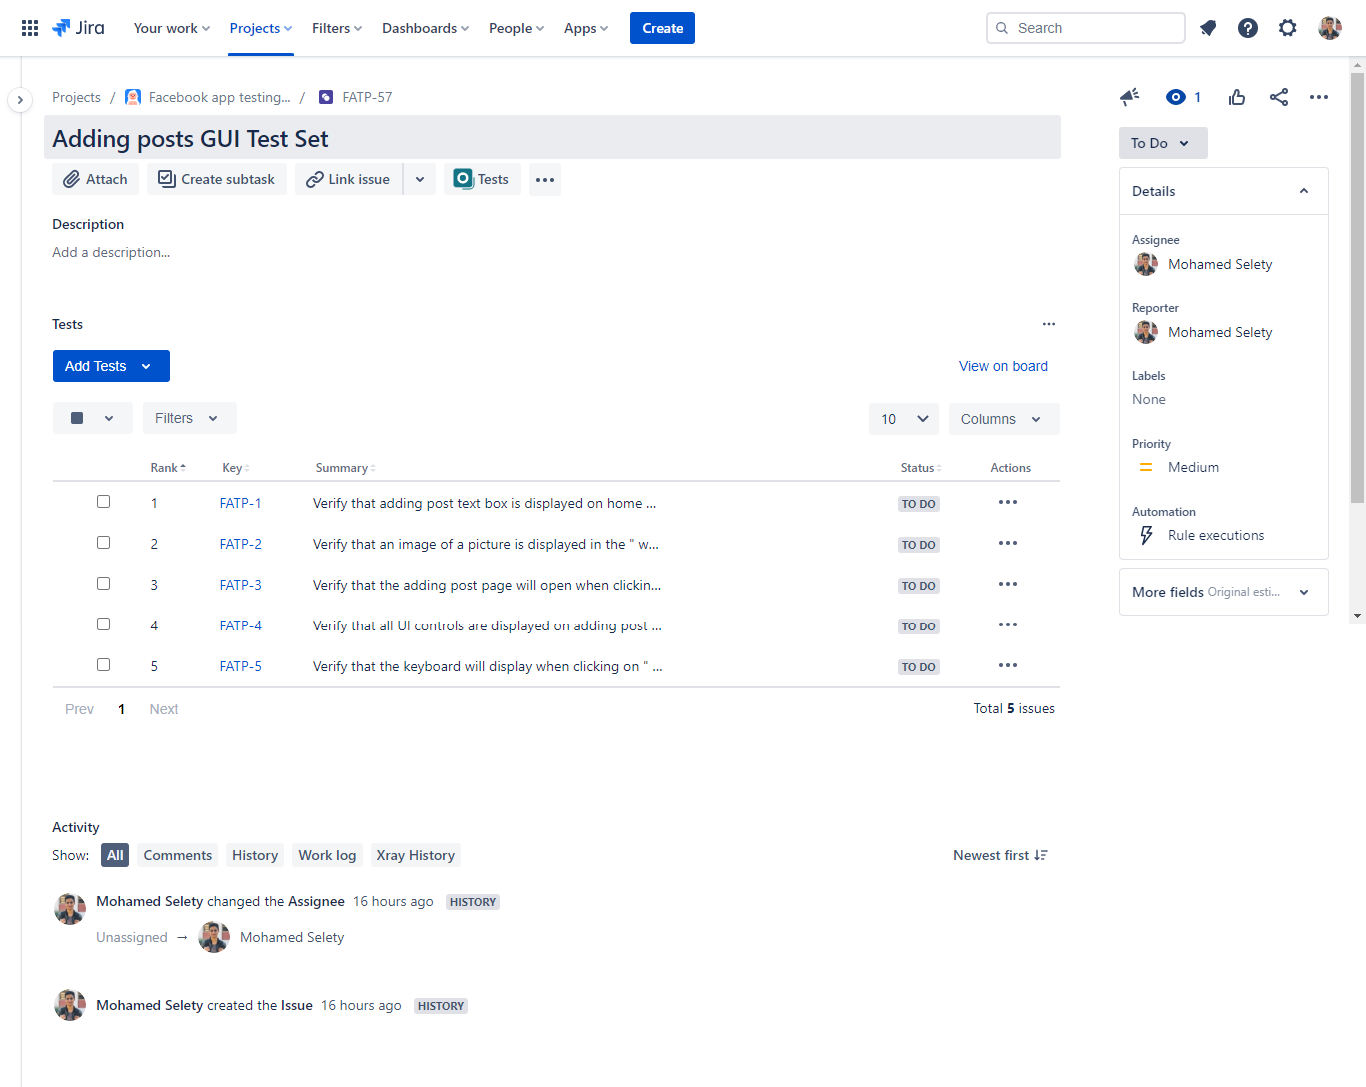 Jira Your work Projects Filters Dashboards People Apps Create Search
Projects / Facebook app testing... / FATP-57 1
Adding posts GUI Test Set
To Do
Attach Create subtask Link issue Tests
Details
Description
Add a description...
Assignee
Mohamed Selety
Reporter
Mohamed Selety
Labels
None
Priority
Medium
Automation
Rule executions
More fields Original esti...
Tests
Add Tests View on board
Filters 10 Columns
Rank Key Summary Status Actions
1 FATP-1 Verify that adding post text box is displayed on home ... TO DO
2 FATP-2 Verify that an image of a picture is displayed in the " w... TO DO
3 FATP-3 Verify that the adding post page will open when clickin... TO DO
4 FATP-4 Verify that all UI controls are displayed on adding post ... TO DO
5 FATP-5 Verify that the keyboard will display when clicking on " ... TO DO
Prev 1 Next Total 5 issues
Activity
Show: All Comments History Work log Xray History Newest first
Mohamed Selety changed the Assignee 16 hours ago HISTORY
Unassigned → Mohamed Selety
Mohamed Selety created the Issue 16 hours ago HISTORY